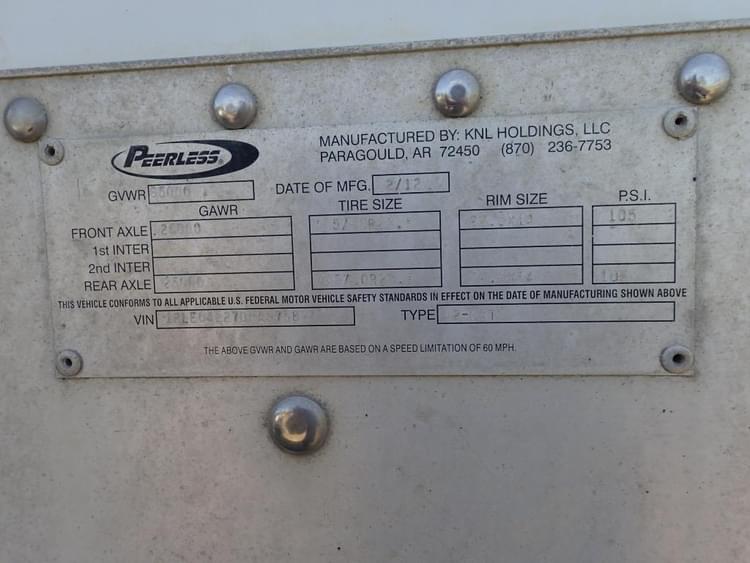 PEERLESS
MANUFACTURED BY: KNL HOLDINGS, LLC
PARAGOULD, AR 72450 (870) 236-7753
GVWR DATE OF MFG. 2/12
GAWR TIRE SIZE RIM SIZE P.S.I.
FRONT AXLE 105
1st INTER
2nd INTER
REAR AXLE
THIS VEHICLE CONFORMS TO ALL APPLICABLE U.S. FEDERAL MOTOR VEHICLE SAFETY STANDARDS IN EFFECT ON THE DATE OF MANUFACTURING SHOWN ABOVE
VIN TYPE
THE ABOVE GVWR AND GAWR ARE BASED ON A SPEED LIMITATION OF 60 MPH.